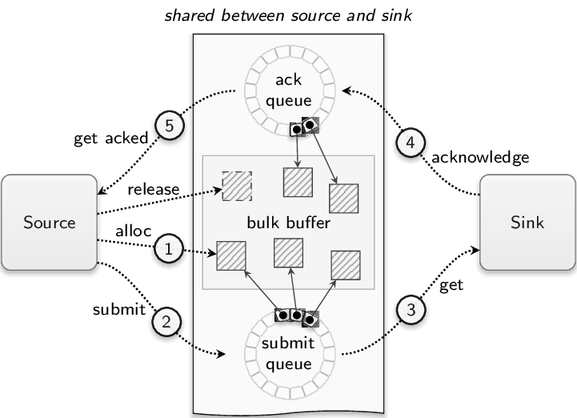 shared between source and sink
ack
queue
5
get acked
4
acknowledge
release
Source
bulk buffer
Sink
alloc
1
get
submit
2
3
submit
queue